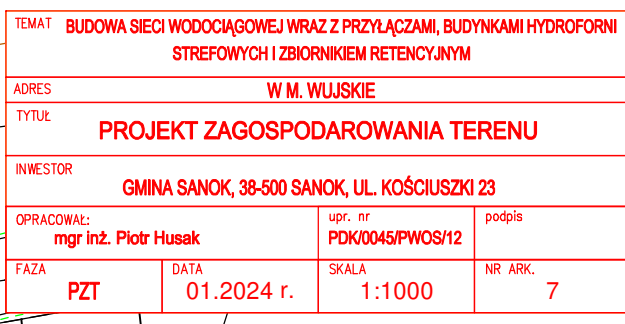 TEMAT BUDOWA SIECI WODOCIĄGOWEJ WRAZ Z PRZYŁĄCZAMI, BUDYNKAMI HYDROFORNI
STREFOWYCH I ZBIORNIKIEM RETENCYJNYM
ADRES W M. WUJSKIE
TYTUŁ
PROJEKT ZAGOSPODAROWANIA TERENU
INWESTOR
GMINA SANOK, 38-500 SANOK, UL. KOŚCIUSZKI 23
OPRACOWAŁ: upr. nr podpis
mgr inż. Piotr Husak PDK/0045/PWOS/12
FAZA DATA SKALA NR ARK.
PZT 01.2024 r. 1:1000 7